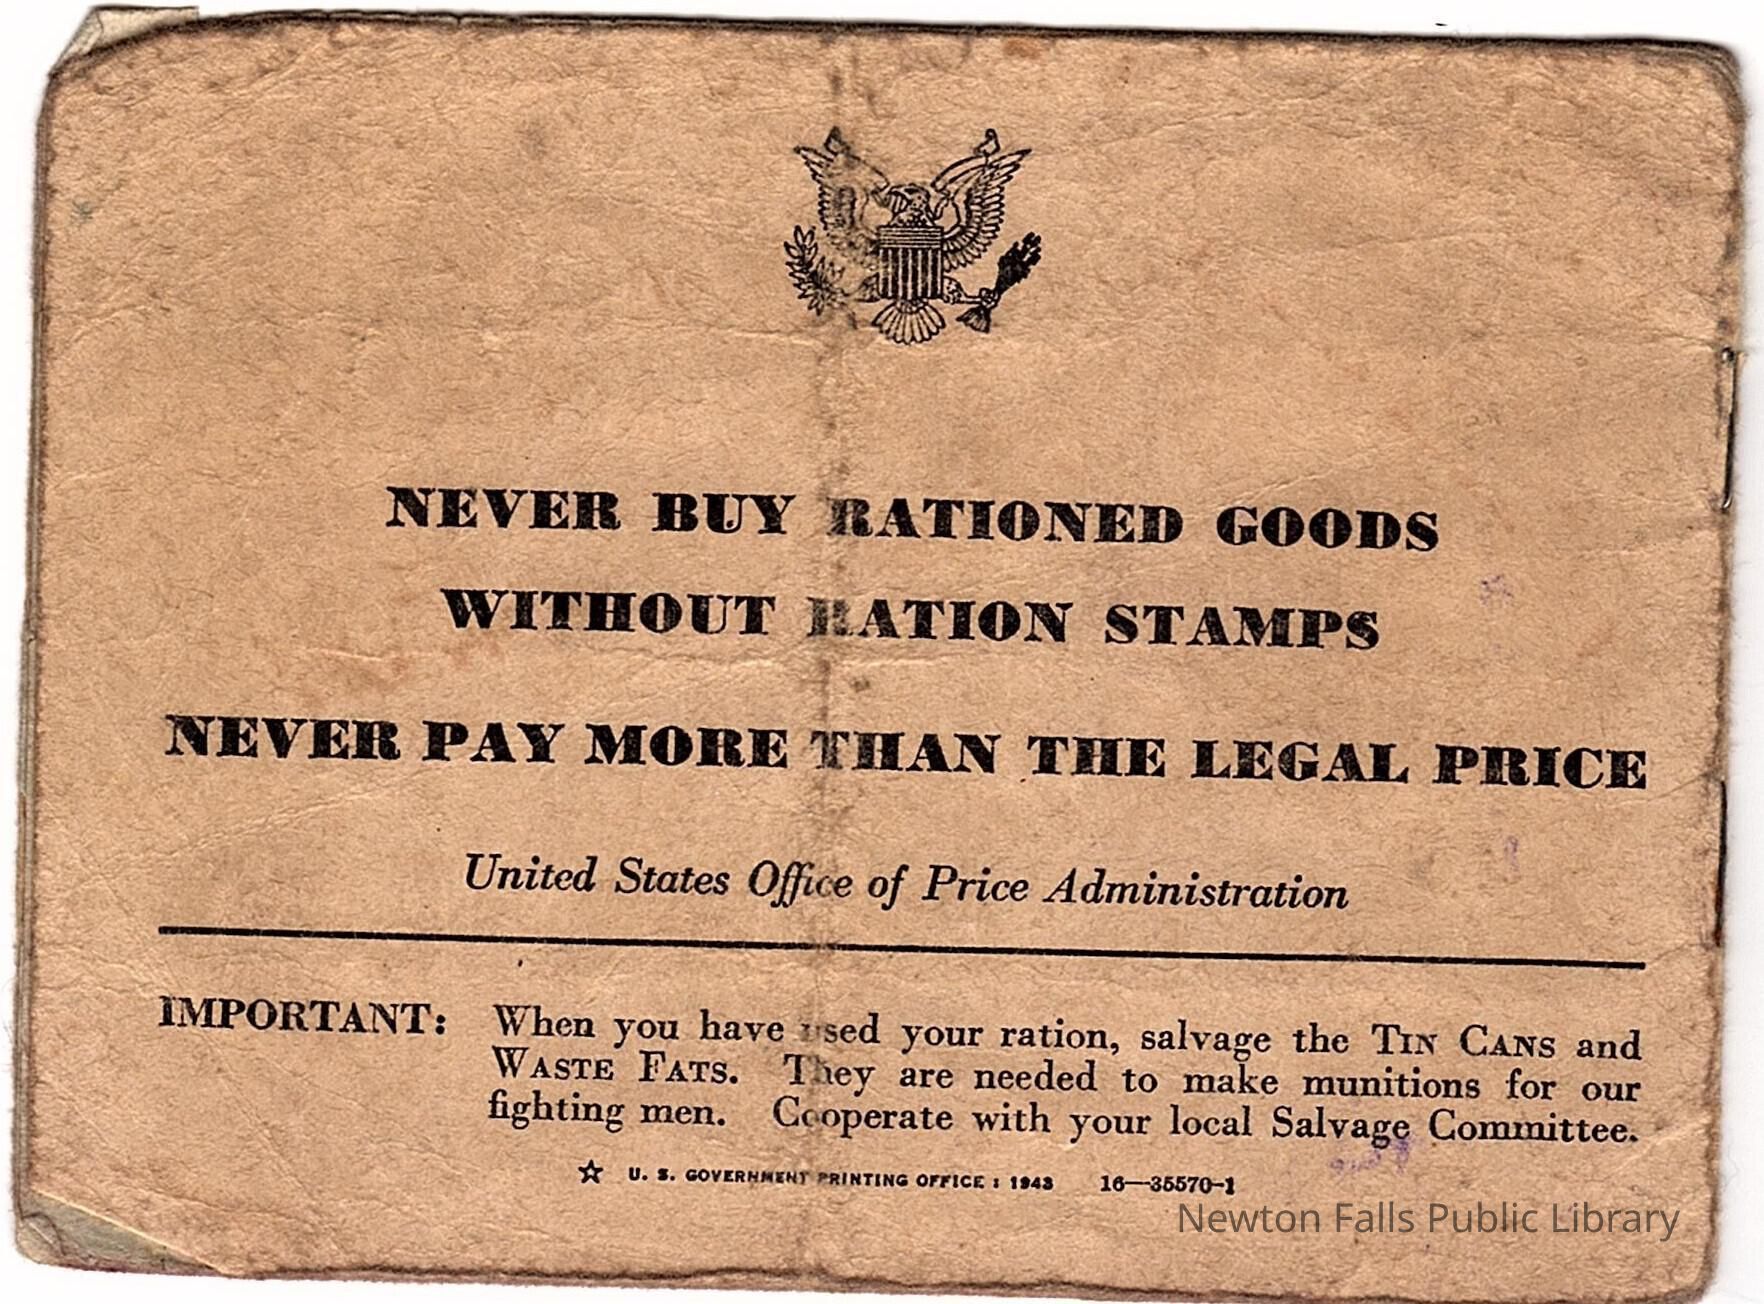 NEVER BUY RATIONED GOODS
WITHOUT RATION STAMPS
NEVER PAY MORE THAN THE LEGAL PRICE
United States Office of Price Administration
IMPORTANT: When you have used your ration, salvage the TIN CANS and
WASTE FATS. They are needed to make munitions for our
fighting men. Cooperate with your local Salvage Committee.
☆ U. S. GOVERNMENT PRINTING OFFICE : 1943 16—35570-1
Newton Falls Public Library